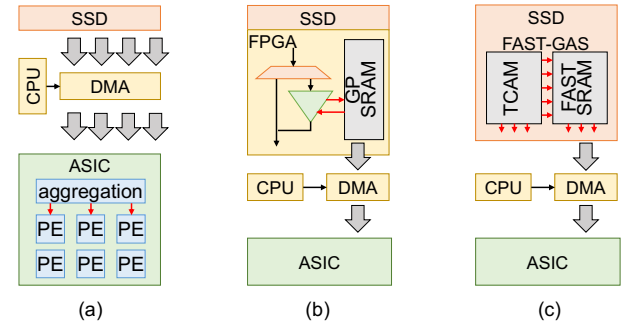 SSD
CPU
DMA
ASIC
aggregation
PE PE PE
PE PE PE
(a)
SSD
FPGA
GP
SRAM
CPU
DMA
ASIC
(b)
SSD
FAST-GAS
TCAM
FAST
SRAM
CPU
DMA
ASIC
(c)